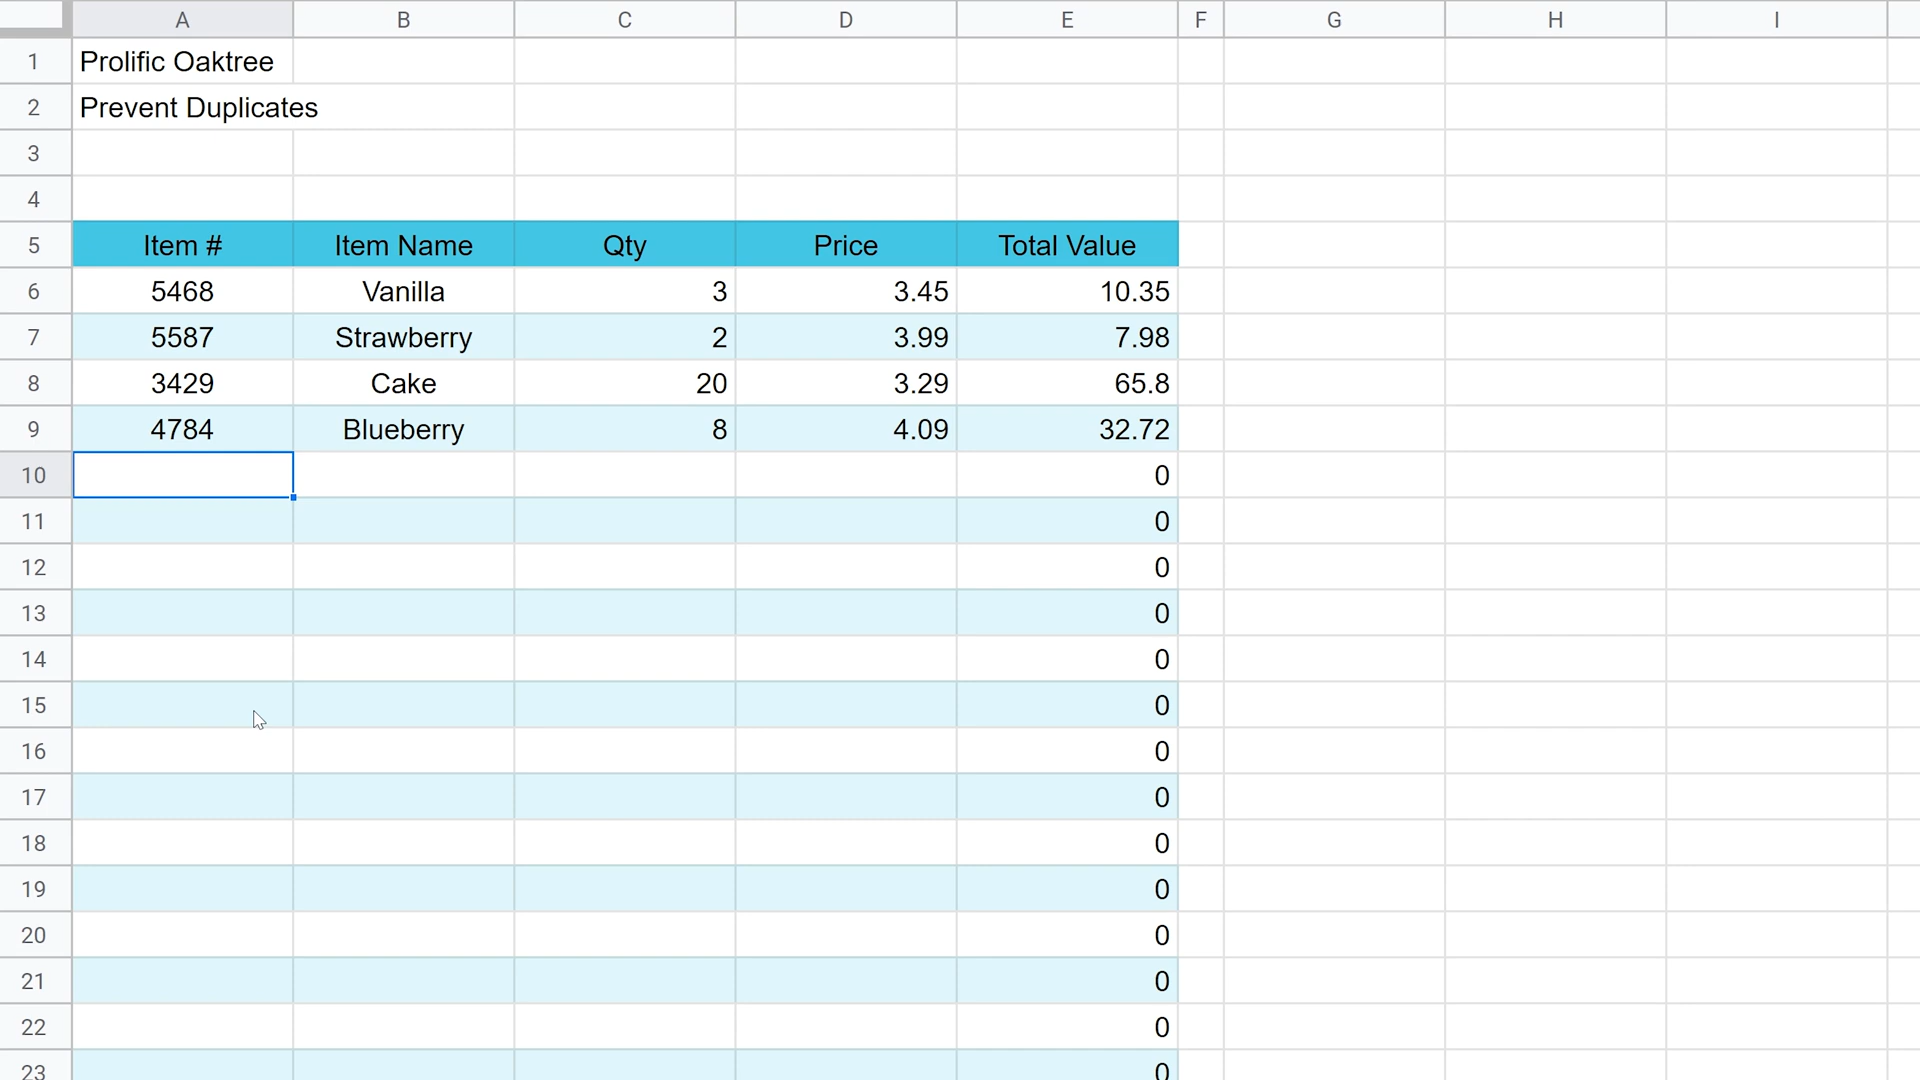 A B C D E F G H I
1 Prolific Oaktree
2 Prevent Duplicates
3
4
5 Item # Item Name Qty Price Total Value
6 5468 Vanilla 3 3.45 10.35
7 5587 Strawberry 2 3.99 7.98
8 3429 Cake 20 3.29 65.8
9 4784 Blueberry 8 4.09 32.72
10 0
11 0
12 0
13 0
14 0
15 0
16 0
17 0
18 0
19 0
20 0
21 0
22 0
23 0